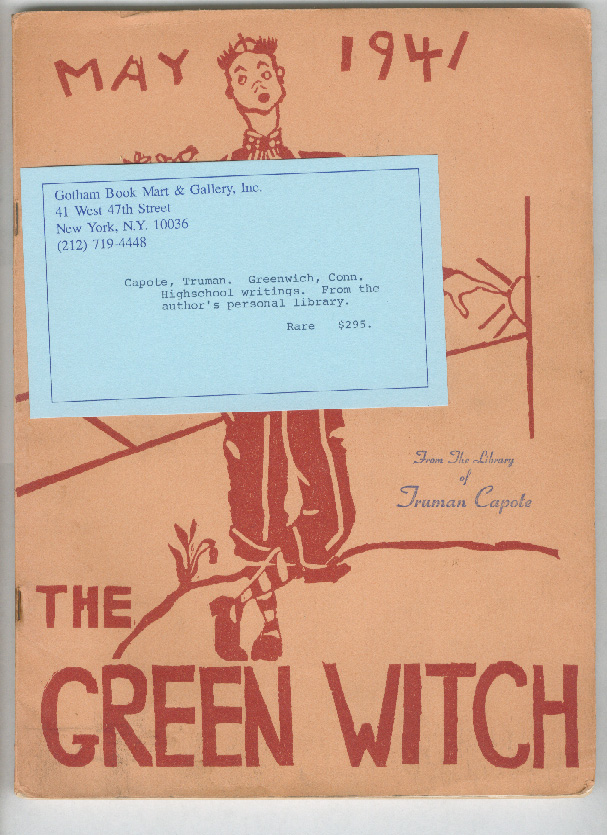 MAY 1941
Gotham Book Mart & Gallery, Inc.
41 West 47th Street
New York, N.Y. 10036
(212) 719-4448
Capote, Truman. Greenwich, Conn.
Highschool writings. From the
author's personal library.
Rare $295.
From The Library
of
Truman Capote
THE
GREEN WITCH